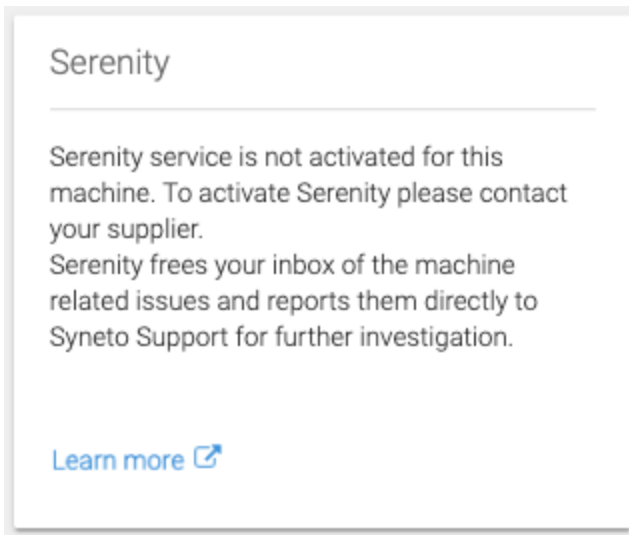 Serenity
Serenity service is not activated for this
machine. To activate Serenity please contact
your supplier.
Serenity frees your inbox of the machine
related issues and reports them directly to
Syneto Support for further investigation.
Learn more